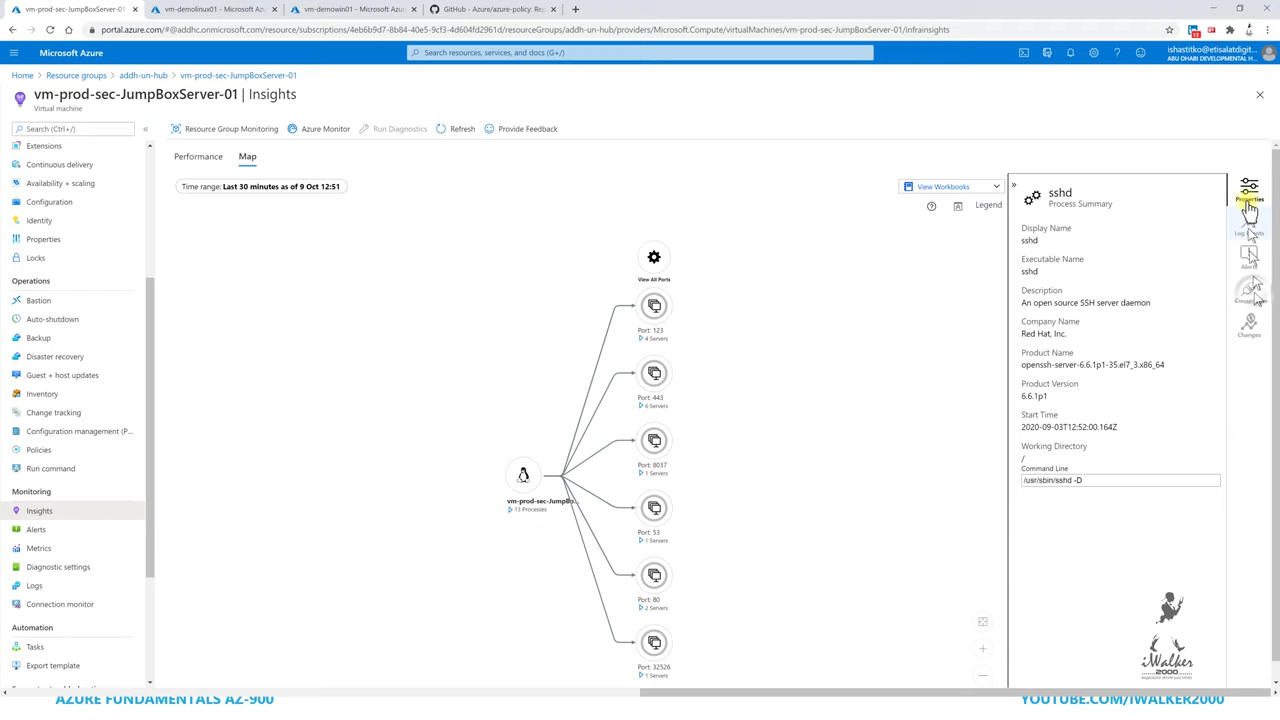 vm-prod-sec-JumpBoxServer-01
vm-demolinux01 - Microsoft Azu
vm-demowin01 - Microsoft Azure
GitHub - Azure/azure-policy: Rep
portal.azure.com/#@addhc.onmicrosoft.com/resource/subscriptions/4eb6b9d7-8b84-40e5-9cf3-4d604fd2961d/resourceGroups/addh-un-hub/providers/Microsoft.Compute/virtualMachines/vm-prod-sec-JumpBoxServer-01/infrainsights
Microsoft Azure
Search resources, services, and docs (G+/)
ishastitko@etisalatdigit...
ABU DHABI DEVELOPMENTAL H...
Home > Resource groups > addh-un-hub > vm-prod-sec-JumpBoxServer-01
vm-prod-sec-JumpBoxServer-01 | Insights
Virtual machine
Search (Ctrl+/)
Extensions
Continuous delivery
Availability + scaling
Configuration
Identity
Properties
Locks
Operations
Bastion
Auto-shutdown
Backup
Disaster recovery
Guest + host updates
Inventory
Change tracking
Configuration management (P...
Policies
Run command
Monitoring
Insights
Alerts
Metrics
Diagnostic settings
Logs
Connection monitor
Automation
Tasks
Export template
Resource Group Monitoring
Azure Monitor
Run Diagnostics
Refresh
Provide Feedback
Performance
Map
Time range: Last 30 minutes as of 9 Oct 12:51
View Workbooks
Legend
View All Ports
Port: 123
4 Servers
Port: 443
6 Servers
Port: 8037
1 Servers
Port: 53
1 Servers
Port: 80
2 Servers
Port: 32526
1 Servers
vm-prod-sec-JumpBo...
13 Processes
sshd
Process Summary
Display Name
sshd
Executable Name
sshd
Description
An open source SSH server daemon
Company Name
Red Hat, Inc.
Product Name
openssh-server-6.6.1p1-35.el7_3.x86_64
Product Version
6.6.1p1
Start Time
2020-09-03T12:52:00.164Z
Working Directory
/
Command Line
/usr/sbin/sshd -D
Properties
Alerts
Changes
iWalker
2000
AZURE FUNDAMENTALS AZ-900
YOUTUBE.COM/IWALKER2000